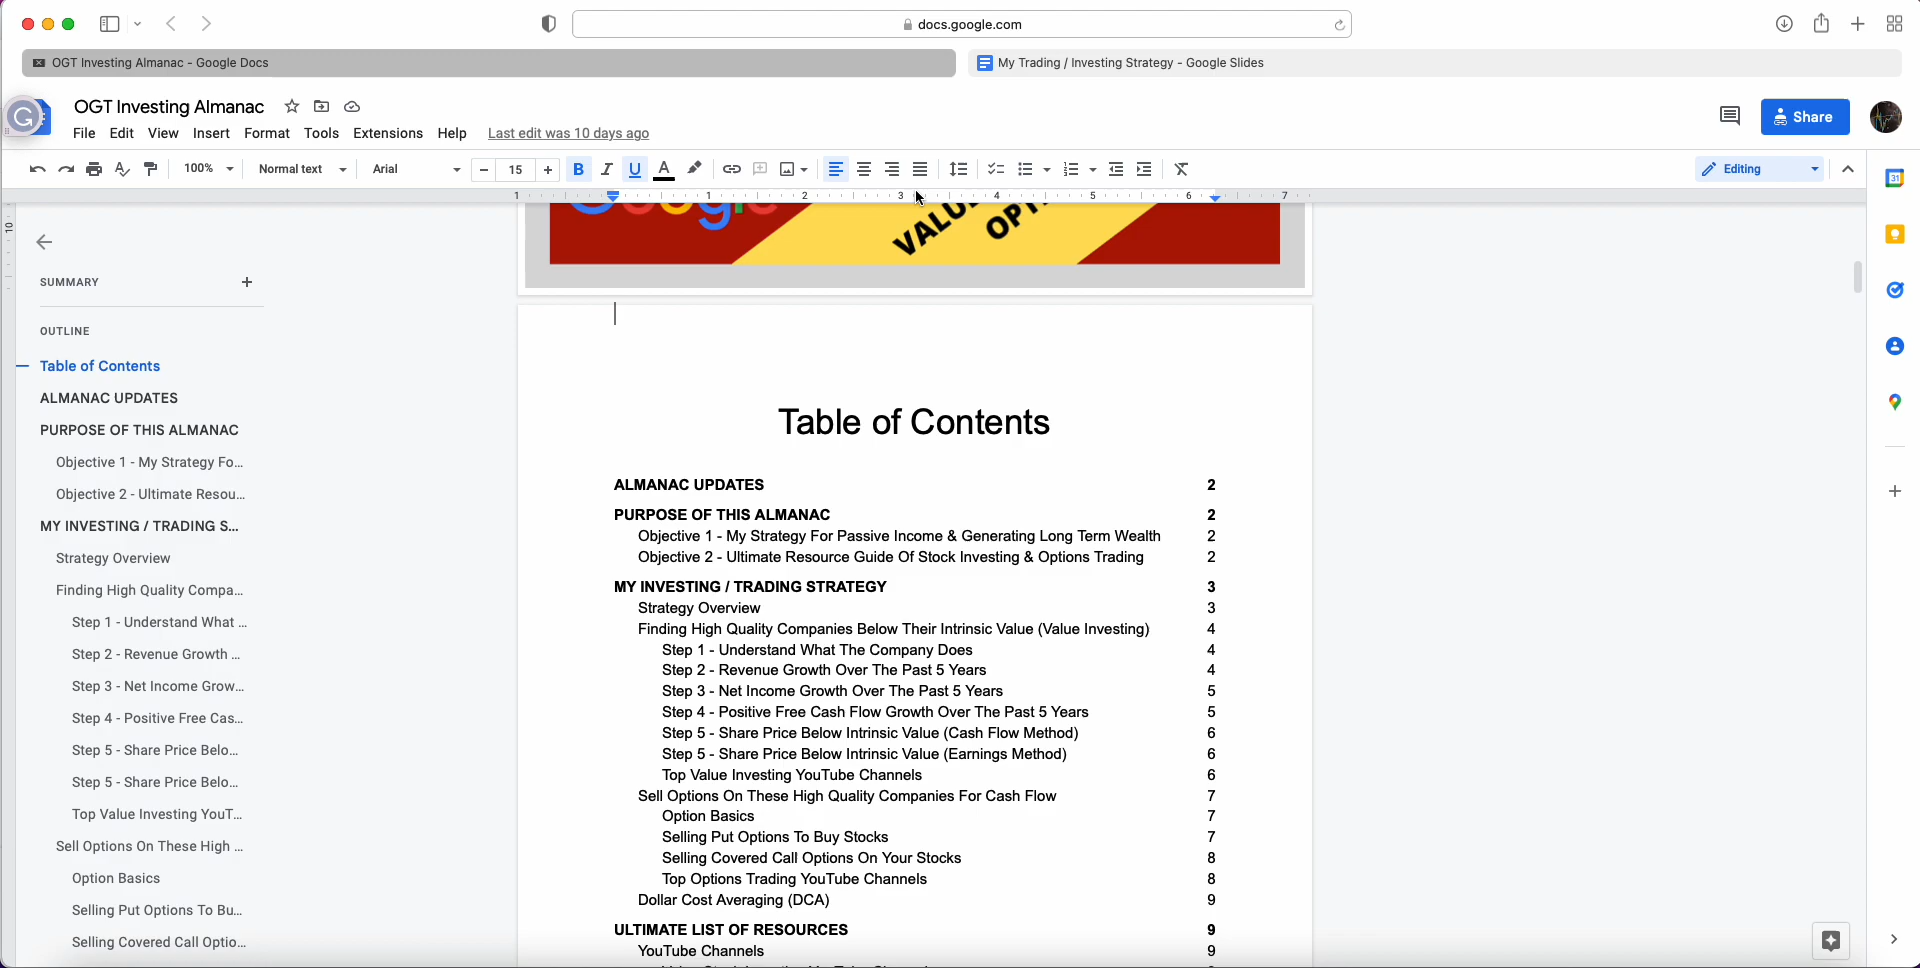 docs.google.com
OGT Investing Almanac - Google Docs
My Trading / Investing Strategy - Google Slides
OGT Investing Almanac
File Edit View Insert Format Tools Extensions Help Last edit was 10 days ago
Share
100% Normal text Arial - 15 + B I U A
Editing
1 1 2 3 4 5 6 7
10
31
VALUE
SUMMARY +
OUTLINE
Table of Contents
ALMANAC UPDATES
PURPOSE OF THIS ALMANAC
Objective 1 - My Strategy Fo...
Objective 2 - Ultimate Resou...
MY INVESTING / TRADING S...
Strategy Overview
Finding High Quality Compa...
Step 1 - Understand What ...
Step 2 - Revenue Growth ...
Step 3 - Net Income Grow...
Step 4 - Positive Free Cas...
Step 5 - Share Price Belo...
Step 5 - Share Price Belo...
Top Value Investing YouT...
Sell Options On These High ...
Option Basics
Selling Put Options To Bu...
Selling Covered Call Optio...
Table of Contents
ALMANAC UPDATES 2
PURPOSE OF THIS ALMANAC 2
Objective 1 - My Strategy For Passive Income & Generating Long Term Wealth 2
Objective 2 - Ultimate Resource Guide Of Stock Investing & Options Trading 2
MY INVESTING / TRADING STRATEGY 3
Strategy Overview 3
Finding High Quality Companies Below Their Intrinsic Value (Value Investing) 4
Step 1 - Understand What The Company Does 4
Step 2 - Revenue Growth Over The Past 5 Years 4
Step 3 - Net Income Growth Over The Past 5 Years 5
Step 4 - Positive Free Cash Flow Growth Over The Past 5 Years 5
Step 5 - Share Price Below Intrinsic Value (Cash Flow Method) 6
Step 5 - Share Price Below Intrinsic Value (Earnings Method) 6
Top Value Investing YouTube Channels 6
Sell Options On These High Quality Companies For Cash Flow 7
Option Basics 7
Selling Put Options To Buy Stocks 7
Selling Covered Call Options On Your Stocks 8
Top Options Trading YouTube Channels 8
Dollar Cost Averaging (DCA) 9
ULTIMATE LIST OF RESOURCES 9
YouTube Channels 9